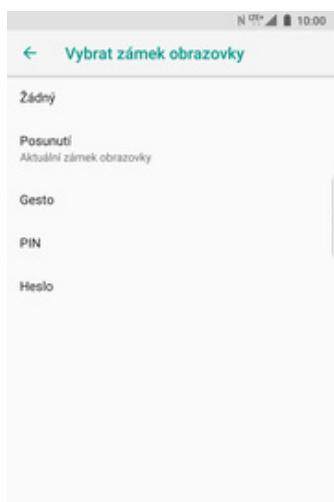 10:00
Vybrat zámek obrazovky
Žádný
Posunutí
Aktuální zámek obrazovky
Gesto
PIN
Heslo